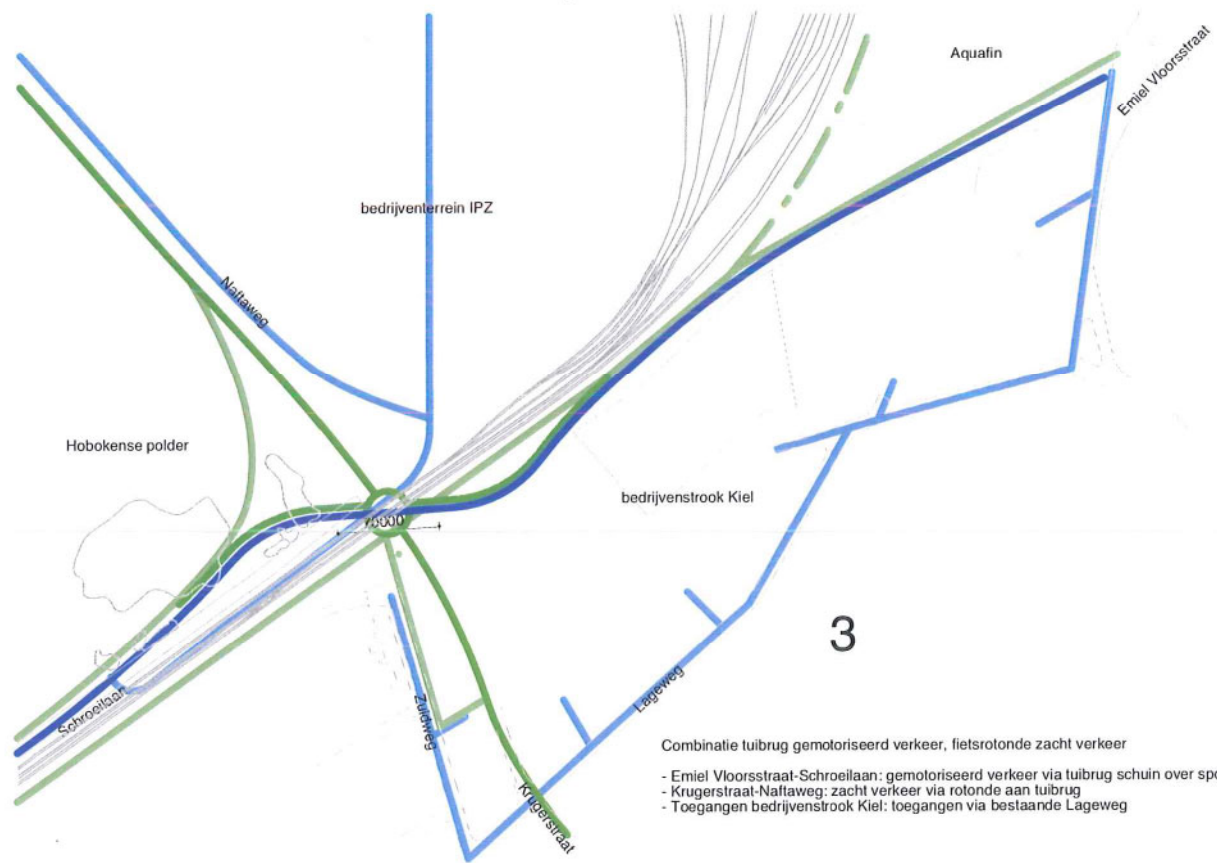 Aquafin
Emiel Vloorsstraat
bedrijventerrein IPZ
Naftaweg
Hobokense polder
bedrijvenstrook Kiel
70000
3
Schroeilaan
Zuidweg
Lageweg
Krugerstraat
Combinatie tuibrug gemotoriseerd verkeer, fietsrotonde zacht verkeer
- Emiel Vloorsstraat-Schroeilaan: gemotoriseerd verkeer via tuibrug schuin over spo
- Krugerstraat-Naftaweg: zacht verkeer via rotonde aan tuibrug
- Toegangen bedrijvenstrook Kiel: toegangen via bestaande Lageweg